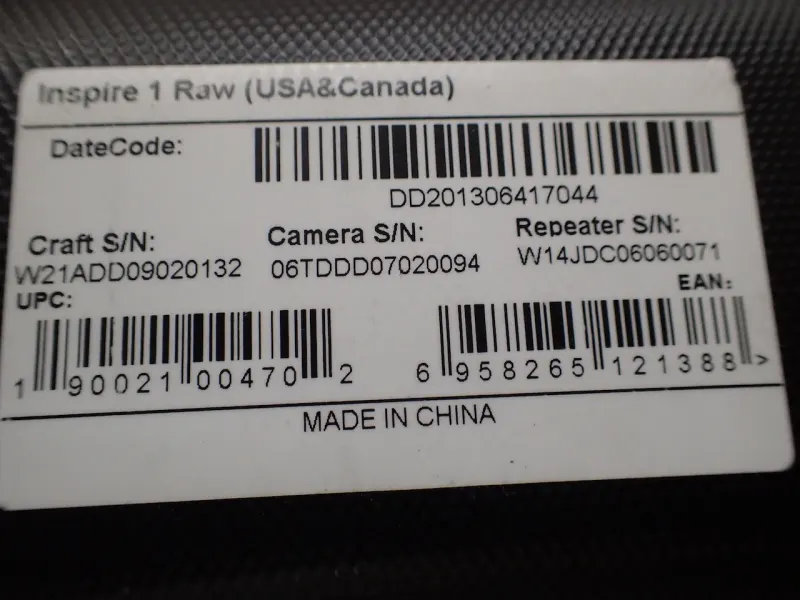 Inspire 1 Raw (USA&Canada)
DateCode:
DD201306417044
Craft S/N:
W21ADD09020132
Camera S/N:
06TDDD07020094
Repeater S/N:
W14JDC06060071
UPC:
1 90021 00470 2
EAN:
6 958265 121388 >
MADE IN CHINA